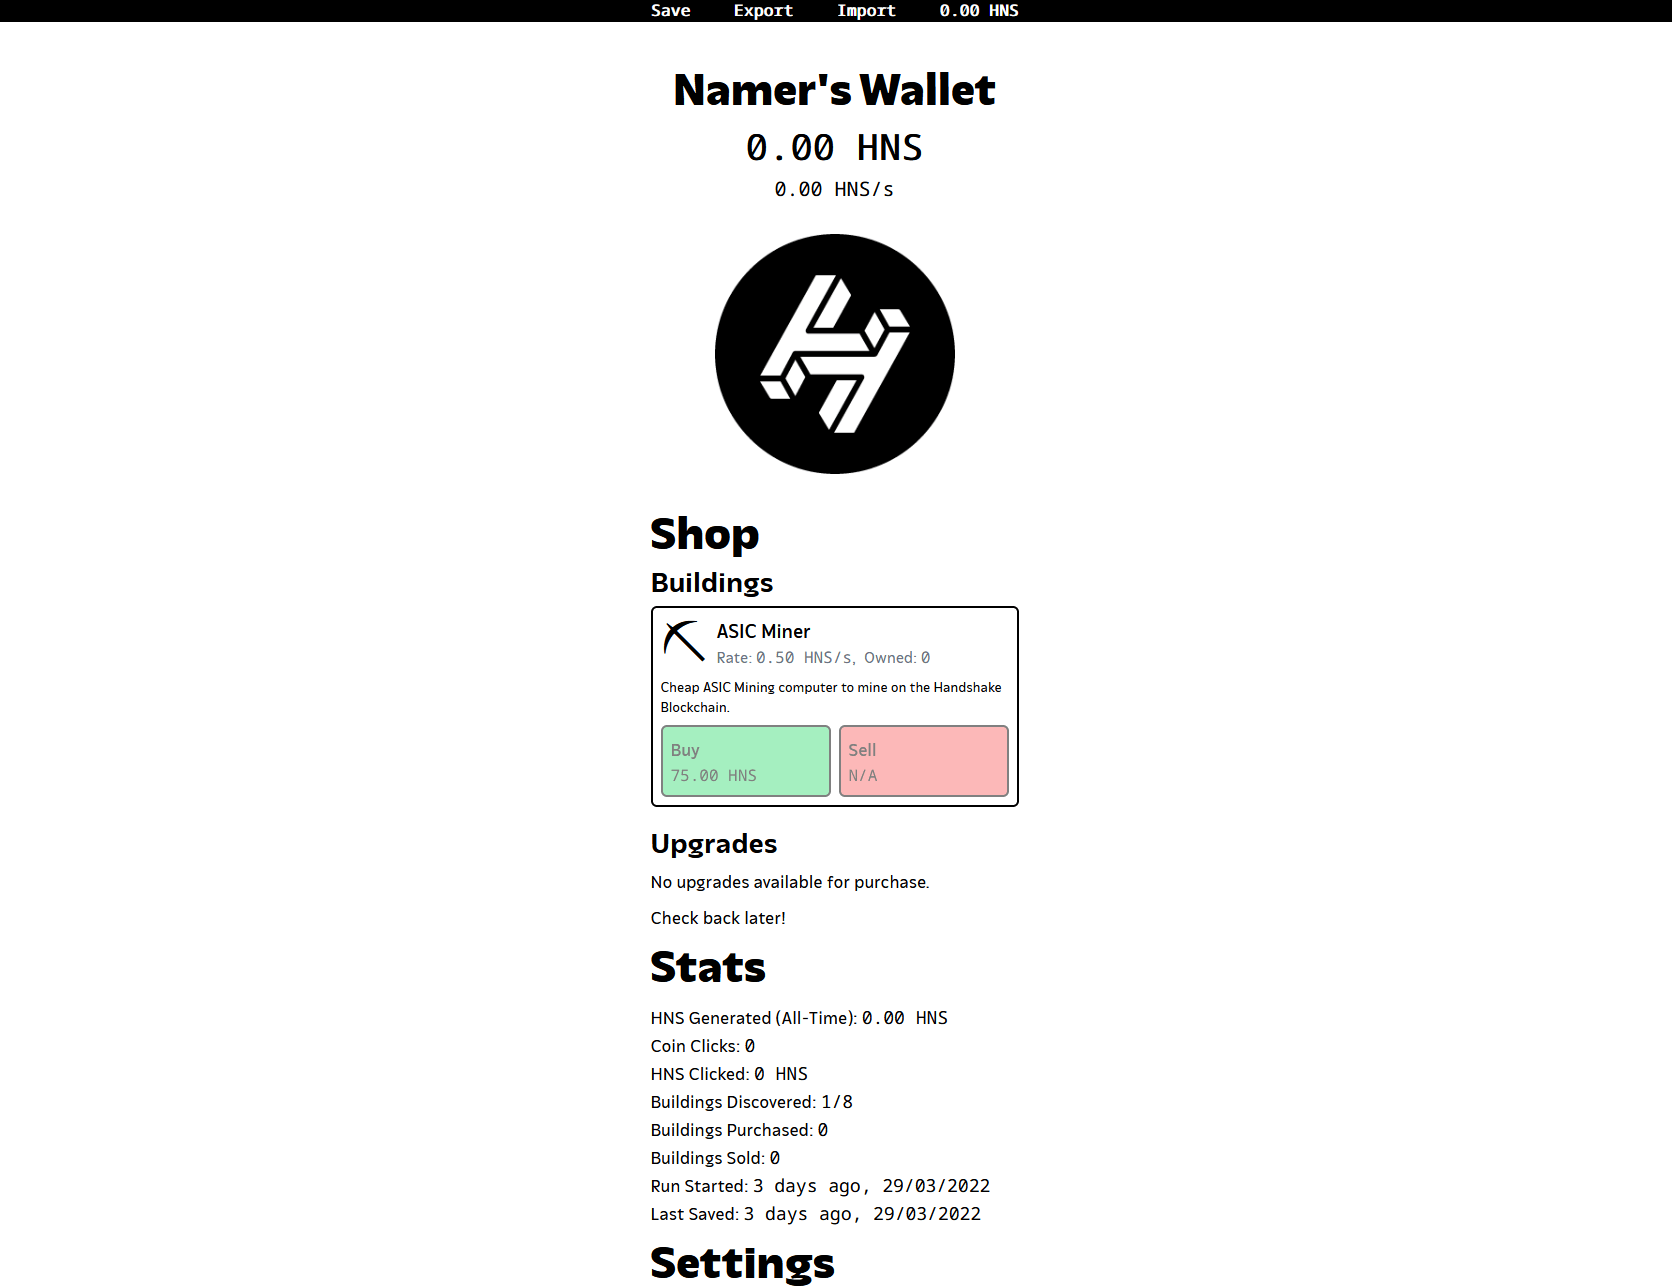 Save Export Import 0.00 HNS
Namer's Wallet
0.00 HNS
0.00 HNS/s
Shop
Buildings
ASIC Miner
Rate: 0.50 HNS/s, Owned: 0
Cheap ASIC Mining computer to mine on the Handshake
Blockchain.
Buy
75.00 HNS
Sell
N/A
Upgrades
No upgrades available for purchase.
Check back later!
Stats
HNS Generated (All-Time): 0.00 HNS
Coin Clicks: 0
HNS Clicked: 0 HNS
Buildings Discovered: 1/8
Buildings Purchased: 0
Buildings Sold: 0
Run Started: 3 days ago, 29/03/2022
Last Saved: 3 days ago, 29/03/2022
Settings